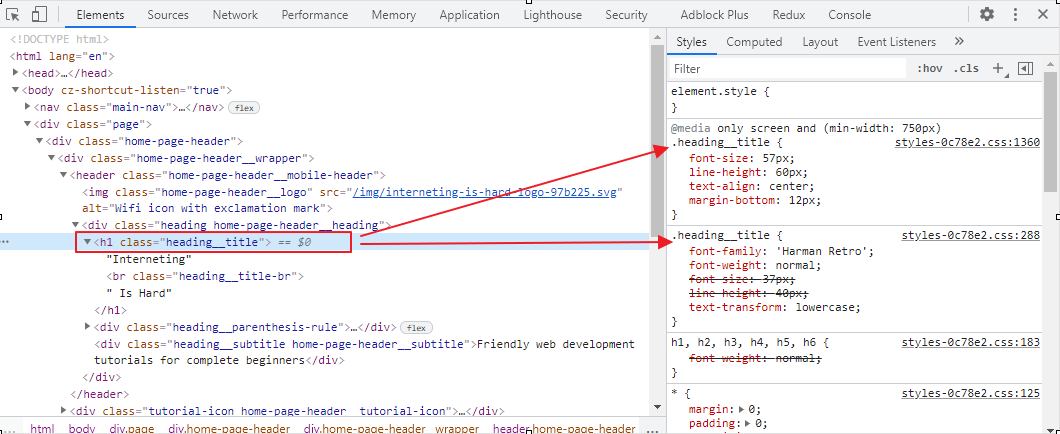 Elements Sources Network Performance Memory Application Lighthouse Security Adblock Plus Redux Console
<!DOCTYPE html>
<html lang="en">
<head>…</head>
<body cz-shortcut-listen="true">
<nav class="main-nav">…</nav> flex
<div class="page">
<div class="home-page-header">
<div class="home-page-header__wrapper">
<header class="home-page-header__mobile-header">
<img class="home-page-header__logo" src="/img/interneting-is-hard-logo-97b225.svg"
alt="Wifi icon with exclamation mark">
<div class="heading home-page-header__heading">
… <h1 class="heading__title"> == $0
"Interneting"
<br class="heading__title-br">
" Is Hard"
</h1>
<div class="heading__parenthesis-rule">…</div> flex
<div class="heading__subtitle home-page-header__subtitle">Friendly web development
tutorials for complete beginners</div>
</div>
</header>
<div class="tutorial-icon home-page-header__tutorial-icon">…</div>
… html body div.page div.home-page-header div.home-page-header__wrapper header.home-page-header …
Styles Computed Layout Event Listeners »
Filter :hov .cls +
element.style {
}
@media only screen and (min-width: 750px)
.heading__title { styles-0c78e2.css:1360
font-size: 57px;
line-height: 60px;
text-align: center;
margin-bottom: 12px;
}
.heading__title { styles-0c78e2.css:288
font-family: 'Harman Retro';
font-weight: normal;
font-size: 37px;
line-height: 40px;
text-transform: lowercase;
}
h1, h2, h3, h4, h5, h6 { styles-0c78e2.css:183
font-weight: normal;
}
* { styles-0c78e2.css:125
margin: 0;
padding: 0;